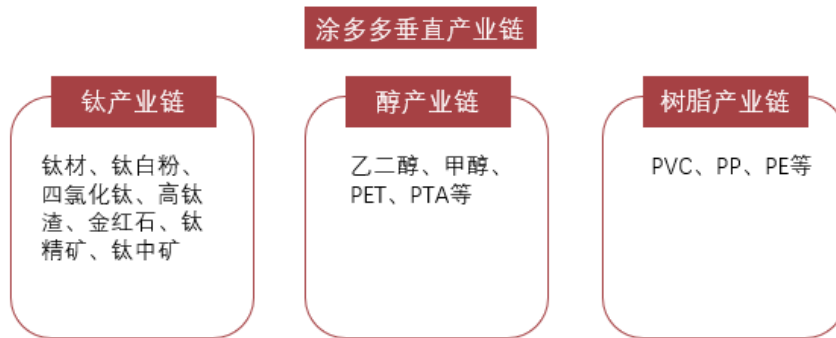 涂多多垂直产业链
钛产业链
钛材、钛白粉、
四氯化钛、高钛
渣、金红石、钛
精矿、钛中矿
醇产业链
乙二醇、甲醇、
PET、PTA等
树脂产业链
PVC、PP、PE等